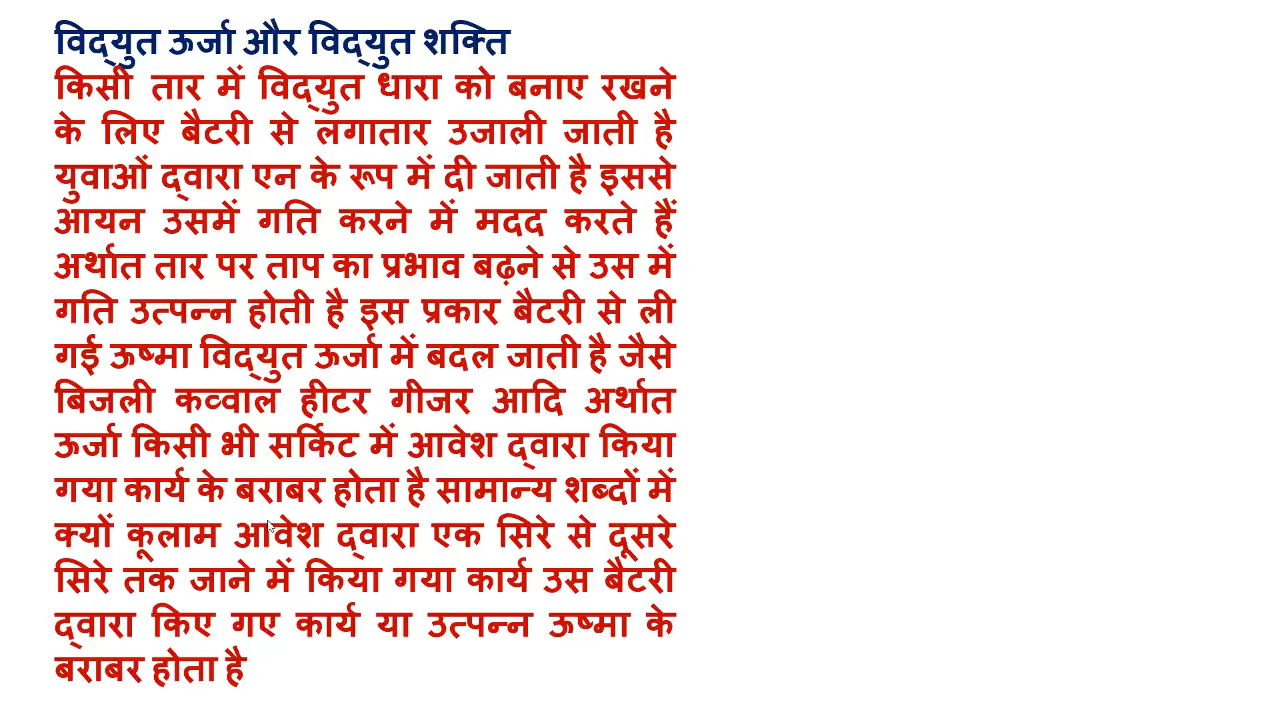 विद्युत ऊर्जा और विद्युत शक्ति
किसी तार में विद्युत धारा को बनाए रखने
के लिए बैटरी से लगातार उजाली जाती है
युवाओं द्वारा एन के रूप में दी जाती है इससे
आयन उसमें गति करने में मदद करते हैं
अर्थात तार पर ताप का प्रभाव बढ़ने से उस में
गति उत्पन्न होती है इस प्रकार बैटरी से ली
गई ऊष्मा विद्युत ऊर्जा में बदल जाती है जैसे
बिजली कव्वाल हीटर गीजर आदि अर्थात
ऊर्जा किसी भी सर्किट में आवेश द्वारा किया
गया कार्य के बराबर होता है सामान्य शब्दों में
क्यों कूलाम आवेश द्वारा एक सिरे से दूसरे
सिरे तक जाने में किया गया कार्य उस बैटरी
द्वारा किए गए कार्य या उत्पन्न ऊष्मा के
बराबर होता है